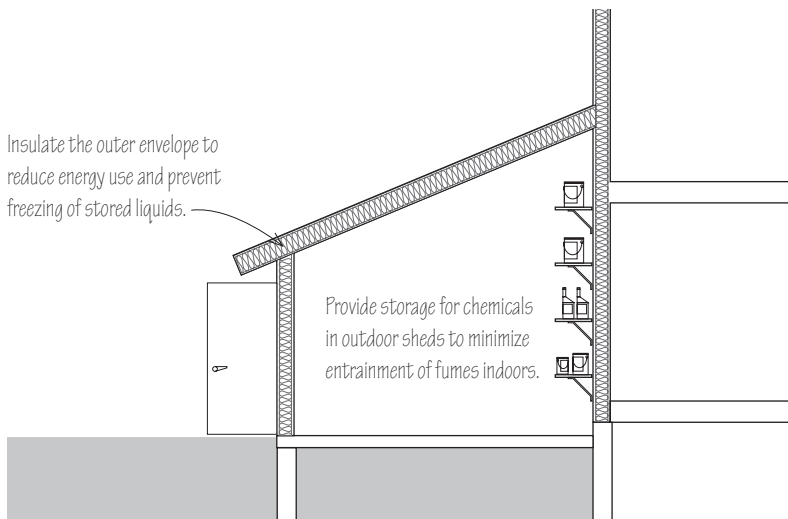 Insulate the outer envelope to
reduce energy use and prevent
freezing of stored liquids.
Provide storage for chemicals
in outdoor sheds to minimize
entrainment of fumes indoors.